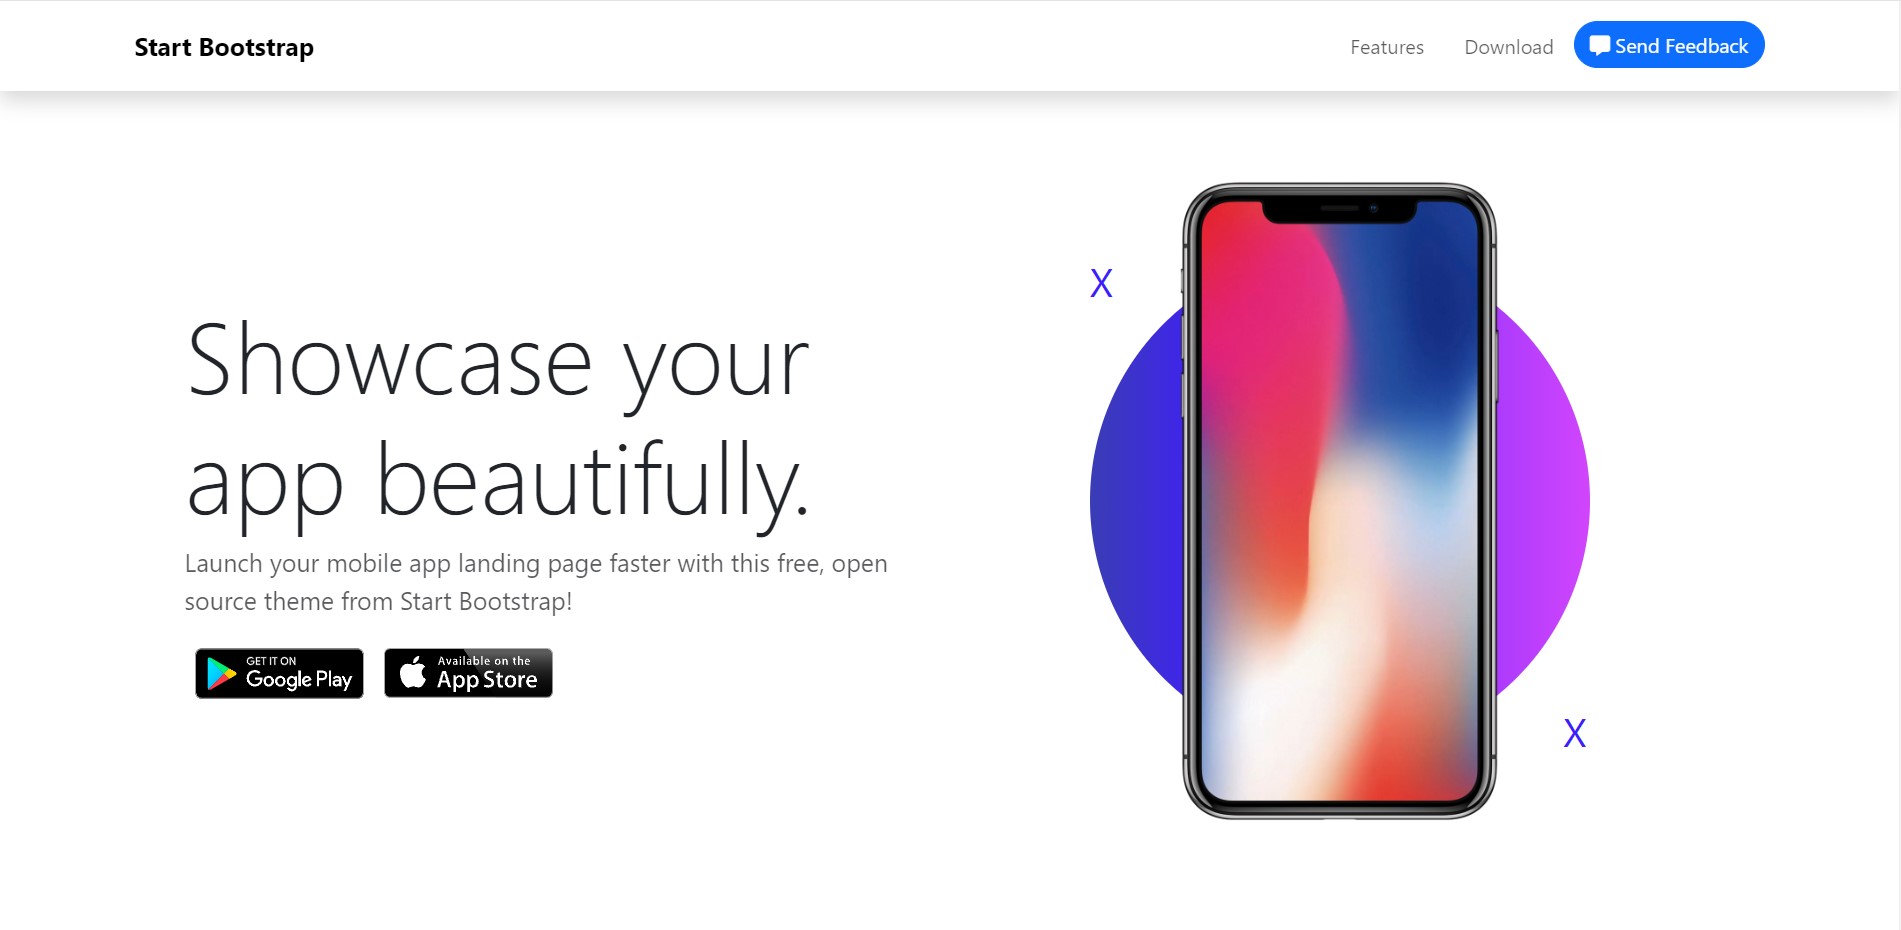 Start Bootstrap
Features
Download
Send Feedback
Showcase your
app beautifully.
Launch your mobile app landing page faster with this free, open
source theme from Start Bootstrap!
GET IT ON
Google Play
Available on the
App Store
X
X